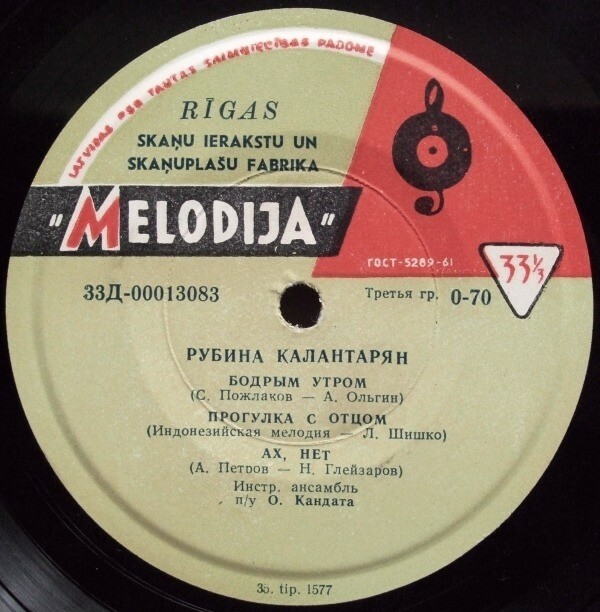 LATVIJAS PSR TAUTAS SAIMNIECĪBAS PADOME
RĪGAS
SKAŅU IERAKSTU UN
SKAŅUPLAŠU FABRIKA
"MELODIJA"
ГОСТ-5289-61
33⅓
33Д-00013083
Третья гр. 0-70
РУБИНА КАЛАНТАРЯН
БОДРЫМ УТРОМ
(С. Пожлаков — А. Ольгин)
ПРОГУЛКА С ОТЦОМ
(Индонезийская мелодия — Л. Шишко)
АХ, НЕТ
(А. Петров — Н. Глейзаров)
Инстр. ансамбль
п/у О. Кандата
35. tip. 1577